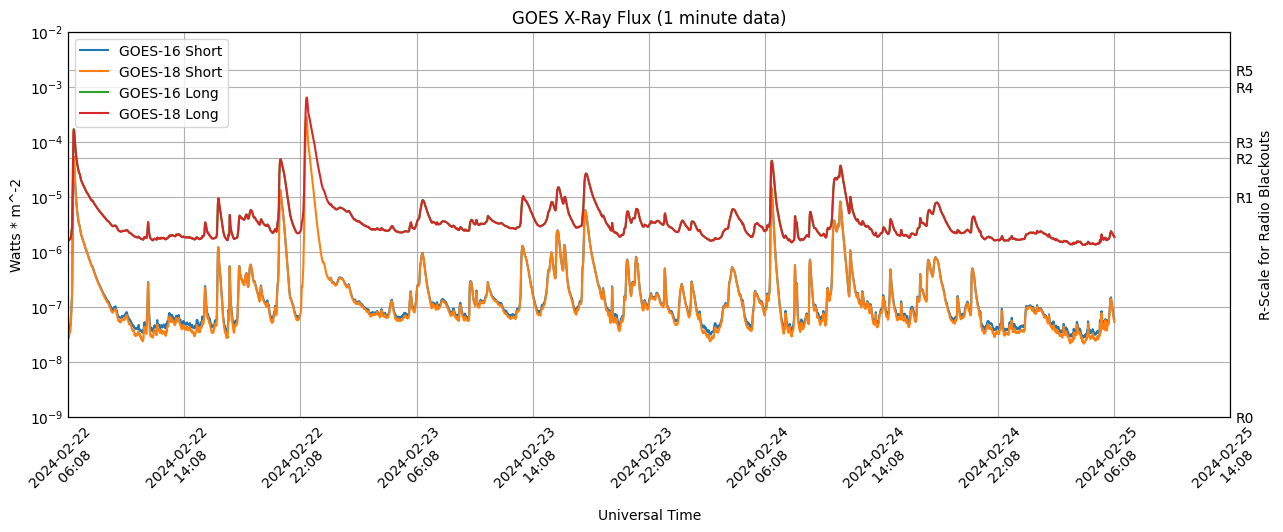 GOES X-Ray Flux (1 minute data)
GOES-16 Short
GOES-18 Short
GOES-16 Long
GOES-18 Long
Watts * m^-2
10^-2
10^-3
10^-4
10^-5
10^-6
10^-7
10^-8
10^-9
R5
R4
R3
R2
R1
R0
R-Scale for Radio Blackouts
2024-02-22
06:08
2024-02-22
14:08
2024-02-22
22:08
2024-02-23
06:08
2024-02-23
14:08
2024-02-23
22:08
2024-02-24
06:08
2024-02-24
14:08
2024-02-24
22:08
2024-02-25
06:08
2024-02-25
14:08
Universal Time